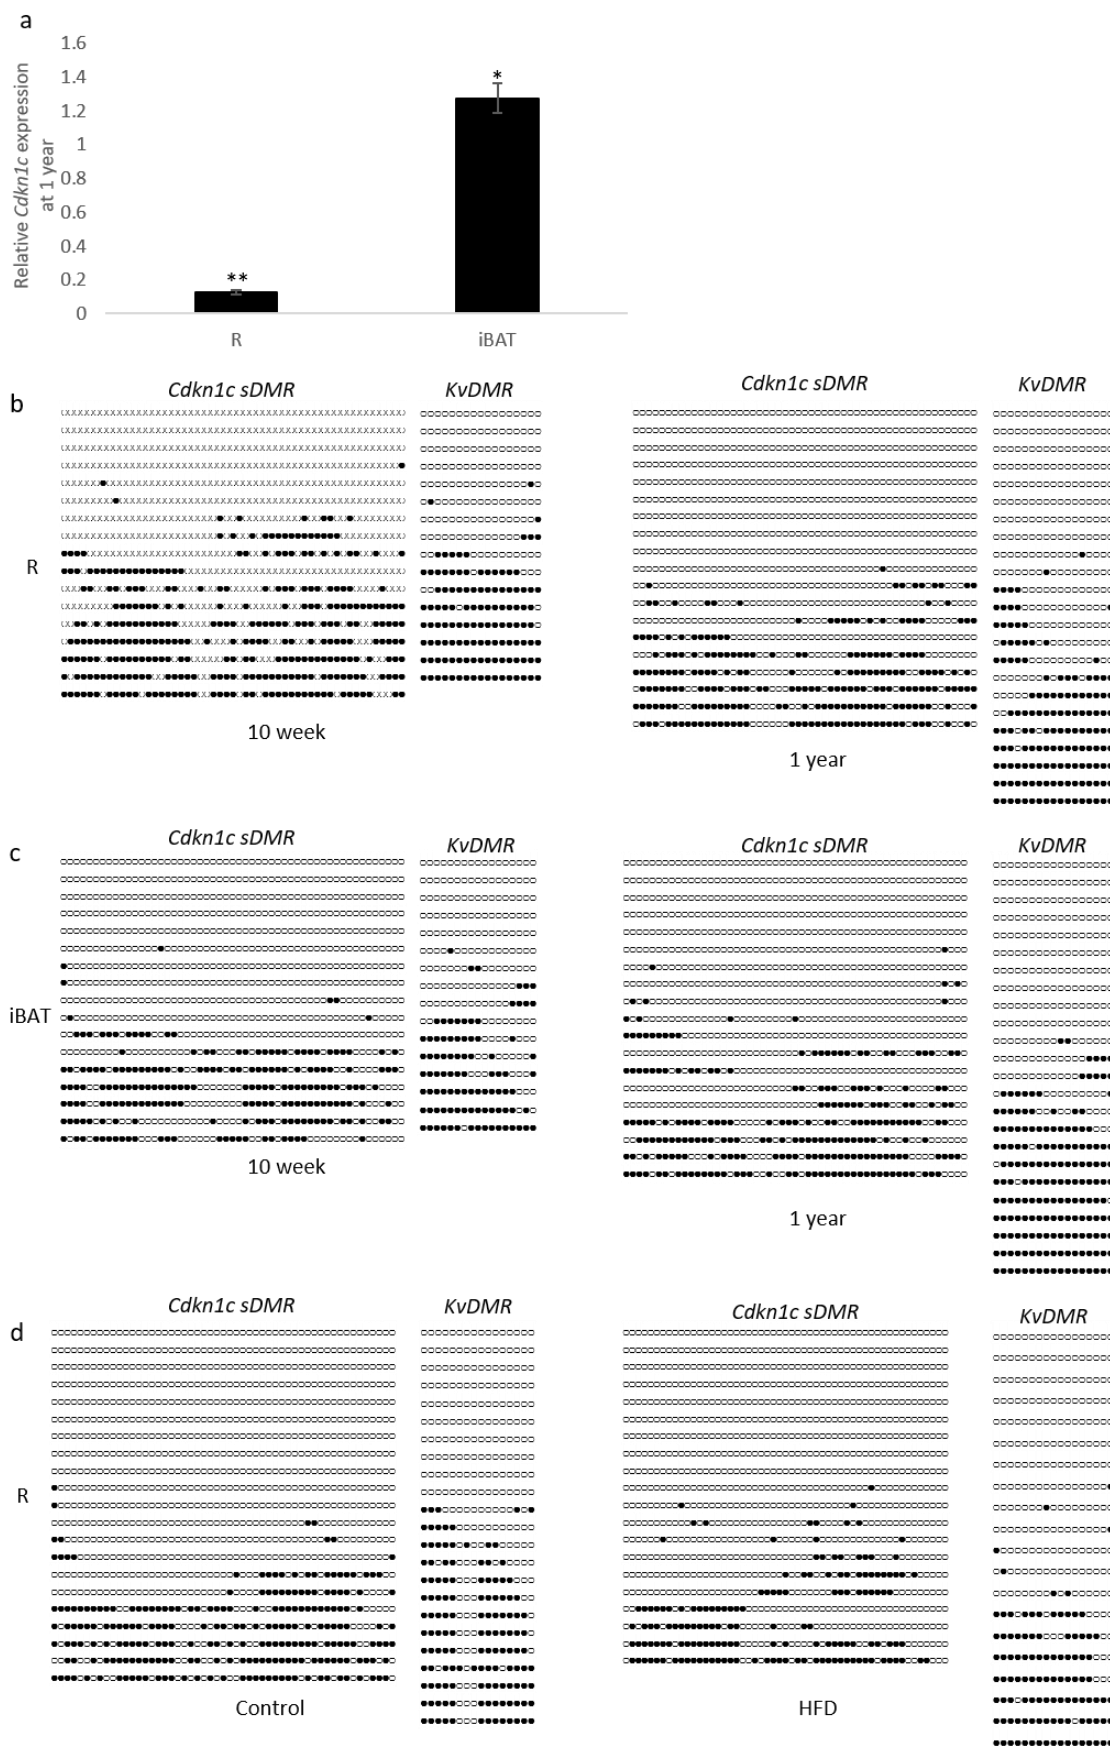 a
1.6
1.4
1.2
1
0.8
0.6
0.4
0.2
0
Relative Cdkn1c expression
at 1 year
**
*
R
iBAT
b
Cdkn1c sDMR
KvDMR
Cdkn1c sDMR
KvDMR
R
10 week
1 year
c
Cdkn1c sDMR
KvDMR
Cdkn1c sDMR
KvDMR
iBAT
10 week
1 year
d
Cdkn1c sDMR
KvDMR
Cdkn1c sDMR
KvDMR
R
Control
HFD